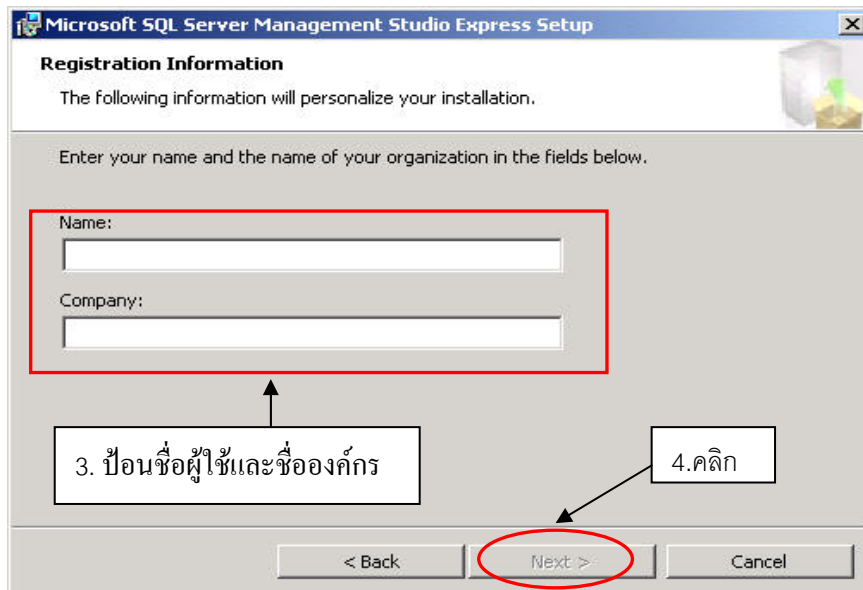 Microsoft SQL Server Management Studio Express Setup
Registration Information
The following information will personalize your installation.
Enter your name and the name of your organization in the fields below.
Name:
Company:
3. ป้อนชื่อผู้ใช้และชื่อองค์กร
4.คลิก
< Back
Next >
Cancel